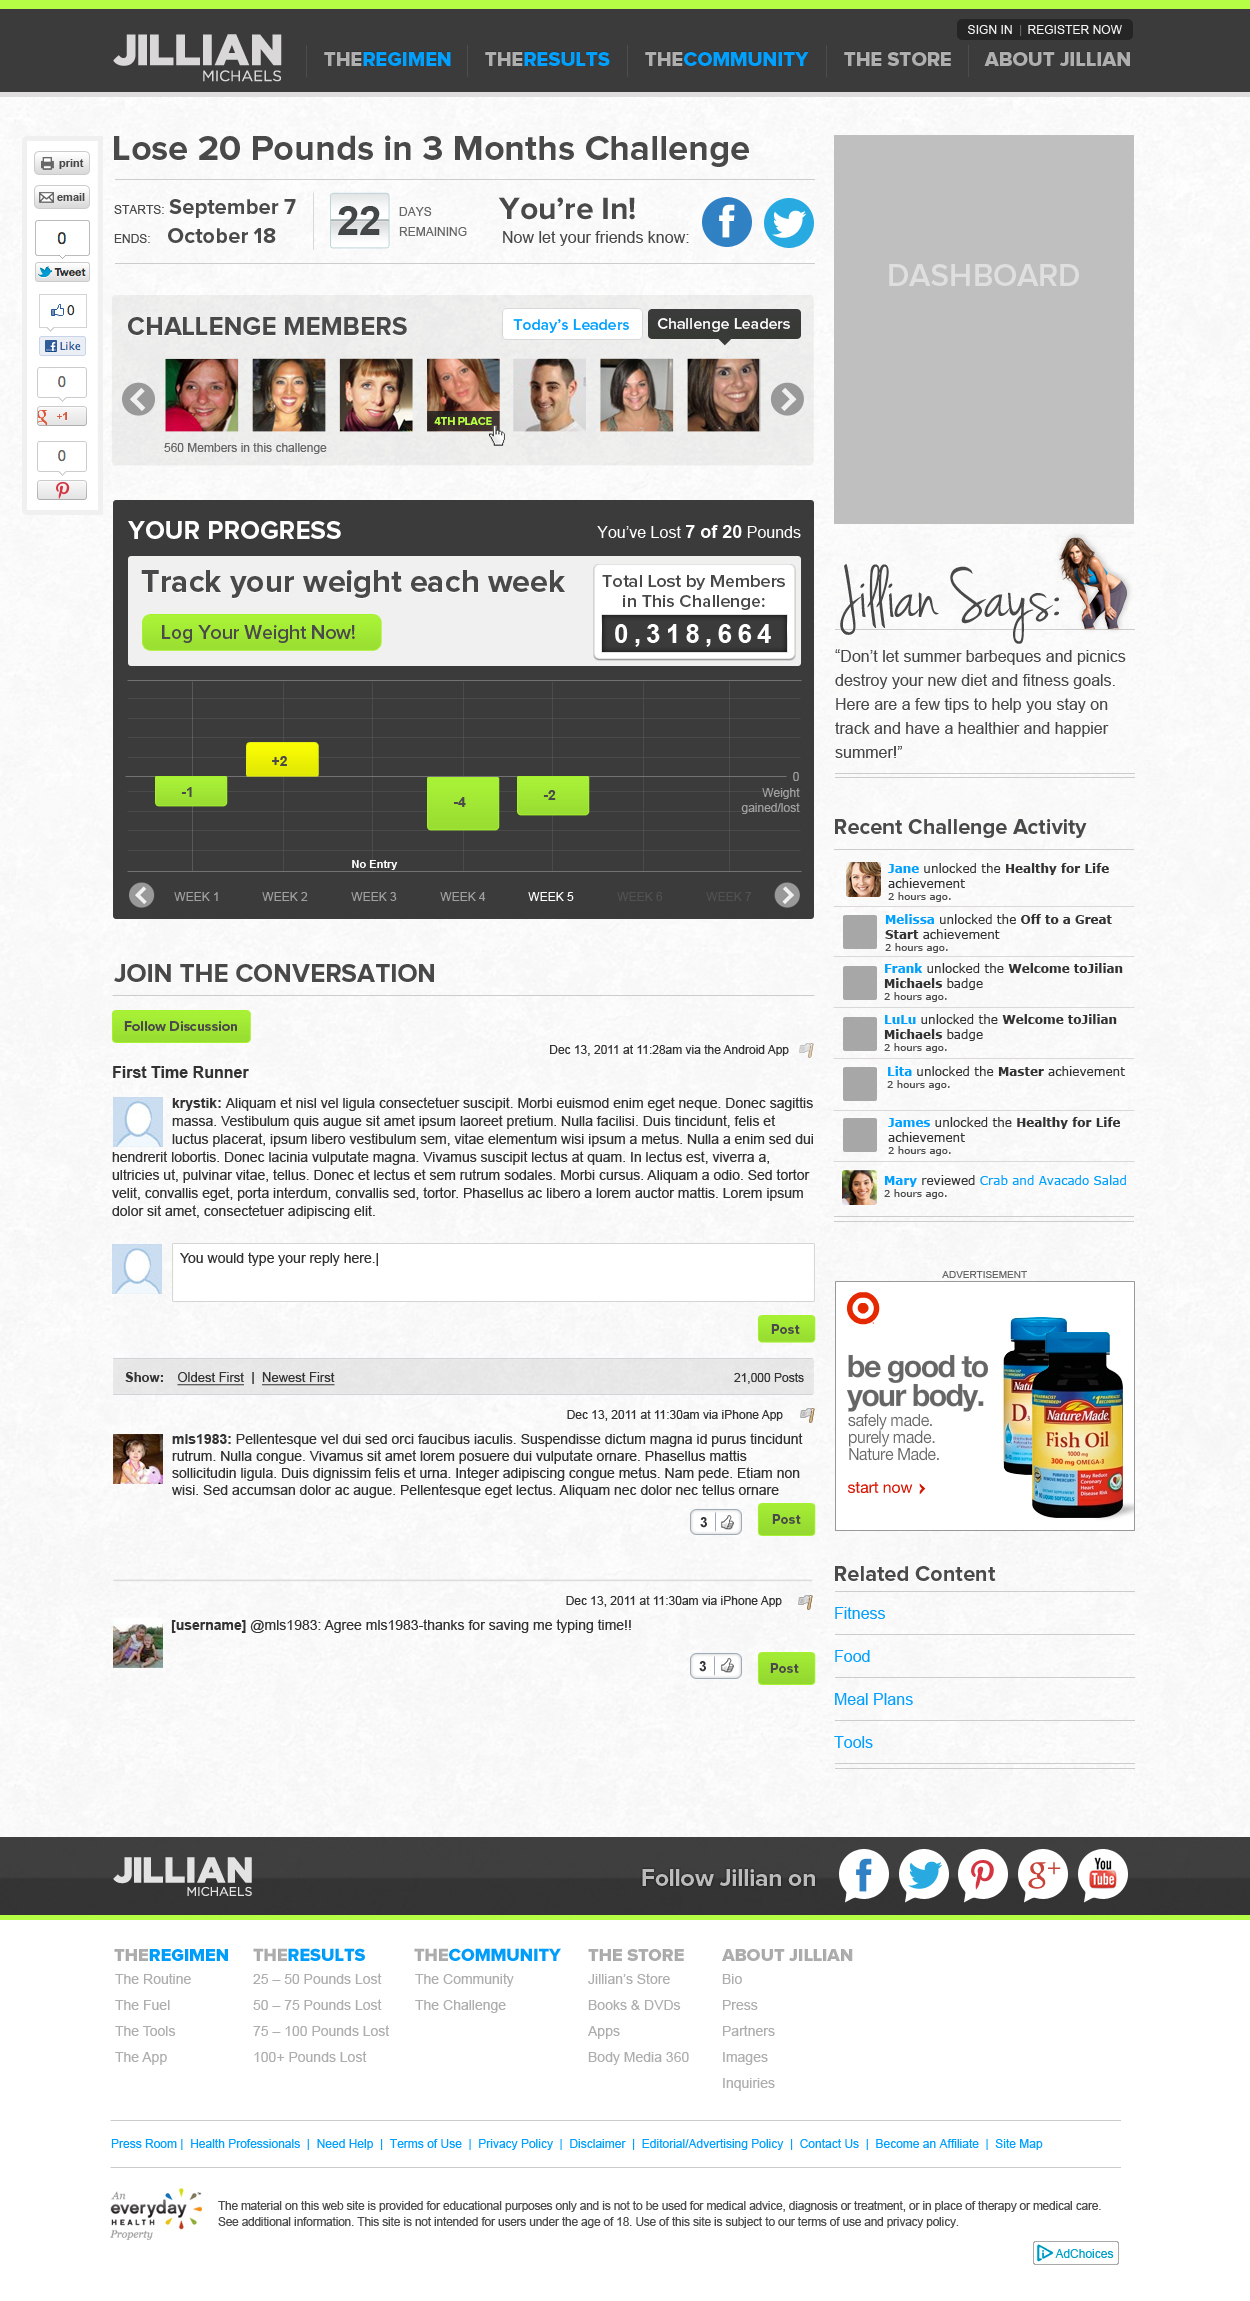 SIGN IN | REGISTER NOW
JILLIAN
MICHAELS
THEREGIMEN
THERESULTS
THECOMMUNITY
THE STORE
ABOUT JILLIAN
print
email
0
Tweet
0
Like
0
+1
0
Lose 20 Pounds in 3 Months Challenge
STARTS: September 7
ENDS: October 18
22
DAYS
REMAINING
You're In!
Now let your friends know:
CHALLENGE MEMBERS
Today's Leaders
Challenge Leaders
4TH PLACE
560 Members in this challenge
YOUR PROGRESS
You've Lost 7 of 20 Pounds
Track your weight each week
Log Your Weight Now!
Total Lost by Members
in This Challenge:
0,318,664
-1
+2
-4
-2
0
Weight
gained/lost
No Entry
WEEK 1
WEEK 2
WEEK 3
WEEK 4
WEEK 5
WEEK 6
WEEK 7
JOIN THE CONVERSATION
Follow Discussion
Dec 13, 2011 at 11:28am via the Android App
First Time Runner
krystik: Aliquam et nisl vel ligula consectetuer suscipit. Morbi euismod enim eget neque. Donec sagittis
massa. Vestibulum quis augue sit amet ipsum laoreet pretium. Nulla facilisi. Duis tincidunt, felis et
luctus placerat, ipsum libero vestibulum sem, vitae elementum wisi ipsum a metus. Nulla a enim sed dui
hendrerit lobortis. Donec lacinia vulputate magna. Vivamus suscipit lectus at quam. In lectus est, viverra a,
ultricies ut, pulvinar vitae, tellus. Donec et lectus et sem rutrum sodales. Morbi cursus. Aliquam a odio. Sed tortor
velit, convallis eget, porta interdum, convallis sed, tortor. Phasellus ac libero a lorem auctor mattis. Lorem ipsum
dolor sit amet, consectetuer adipiscing elit.
You would type your reply here.|
Post
Show: Oldest First | Newest First
21,000 Posts
Dec 13, 2011 at 11:30am via iPhone App
mls1983: Pellentesque vel dui sed orci faucibus iaculis. Suspendisse dictum magna id purus tincidunt
rutrum. Nulla congue. Vivamus sit amet lorem posuere dui vulputate ornare. Phasellus mattis
sollicitudin ligula. Duis dignissim felis et urna. Integer adipiscing congue metus. Nam pede. Etiam non
wisi. Sed accumsan dolor ac augue. Pellentesque eget lectus. Aliquam nec dolor nec tellus ornare
3
Post
Dec 13, 2011 at 11:30am via iPhone App
[username] @mls1983: Agree mls1983-thanks for saving me typing time!!
3
Post
DASHBOARD
Jillian Says:
“Don't let summer barbeques and picnics
destroy your new diet and fitness goals.
Here are a few tips to help you stay on
track and have a healthier and happier
summer!”
Recent Challenge Activity
Jane unlocked the Healthy for Life
achievement
2 hours ago.
Melissa unlocked the Off to a Great
Start achievement
2 hours ago.
Frank unlocked the Welcome toJilian
Michaels badge
2 hours ago.
LuLu unlocked the Welcome toJilian
Michaels badge
2 hours ago.
Lita unlocked the Master achievement
2 hours ago.
James unlocked the Healthy for Life
achievement
2 hours ago.
Mary reviewed Crab and Avacado Salad
2 hours ago.
ADVERTISEMENT
be good to
your body.
safely made.
purely made.
Nature Made.
start now ›
Nature Made
Fish Oil
1000 mg
300 mg OMEGA-3
May Reduce
Coronary
Heart
Disease Risk
Related Content
Fitness
Food
Meal Plans
Tools
JILLIAN
MICHAELS
Follow Jillian on
g+
You
Tube
THEREGIMEN
The Routine
The Fuel
The Tools
The App
THERESULTS
25 – 50 Pounds Lost
50 – 75 Pounds Lost
75 – 100 Pounds Lost
100+ Pounds Lost
THECOMMUNITY
The Community
The Challenge
THE STORE
Jillian's Store
Books & DVDs
Apps
Body Media 360
ABOUT JILLIAN
Bio
Press
Partners
Images
Inquiries
Press Room | Health Professionals | Need Help | Terms of Use | Privacy Policy | Disclaimer | Editorial/Advertising Policy | Contact Us | Become an Affiliate | Site Map
An
everyday
HEALTH
Property
The material on this web site is provided for educational purposes only and is not to be used for medical advice, diagnosis or treatment, or in place of therapy or medical care.
See additional information. This site is not intended for users under the age of 18. Use of this site is subject to our terms of use and privacy policy.
AdChoices